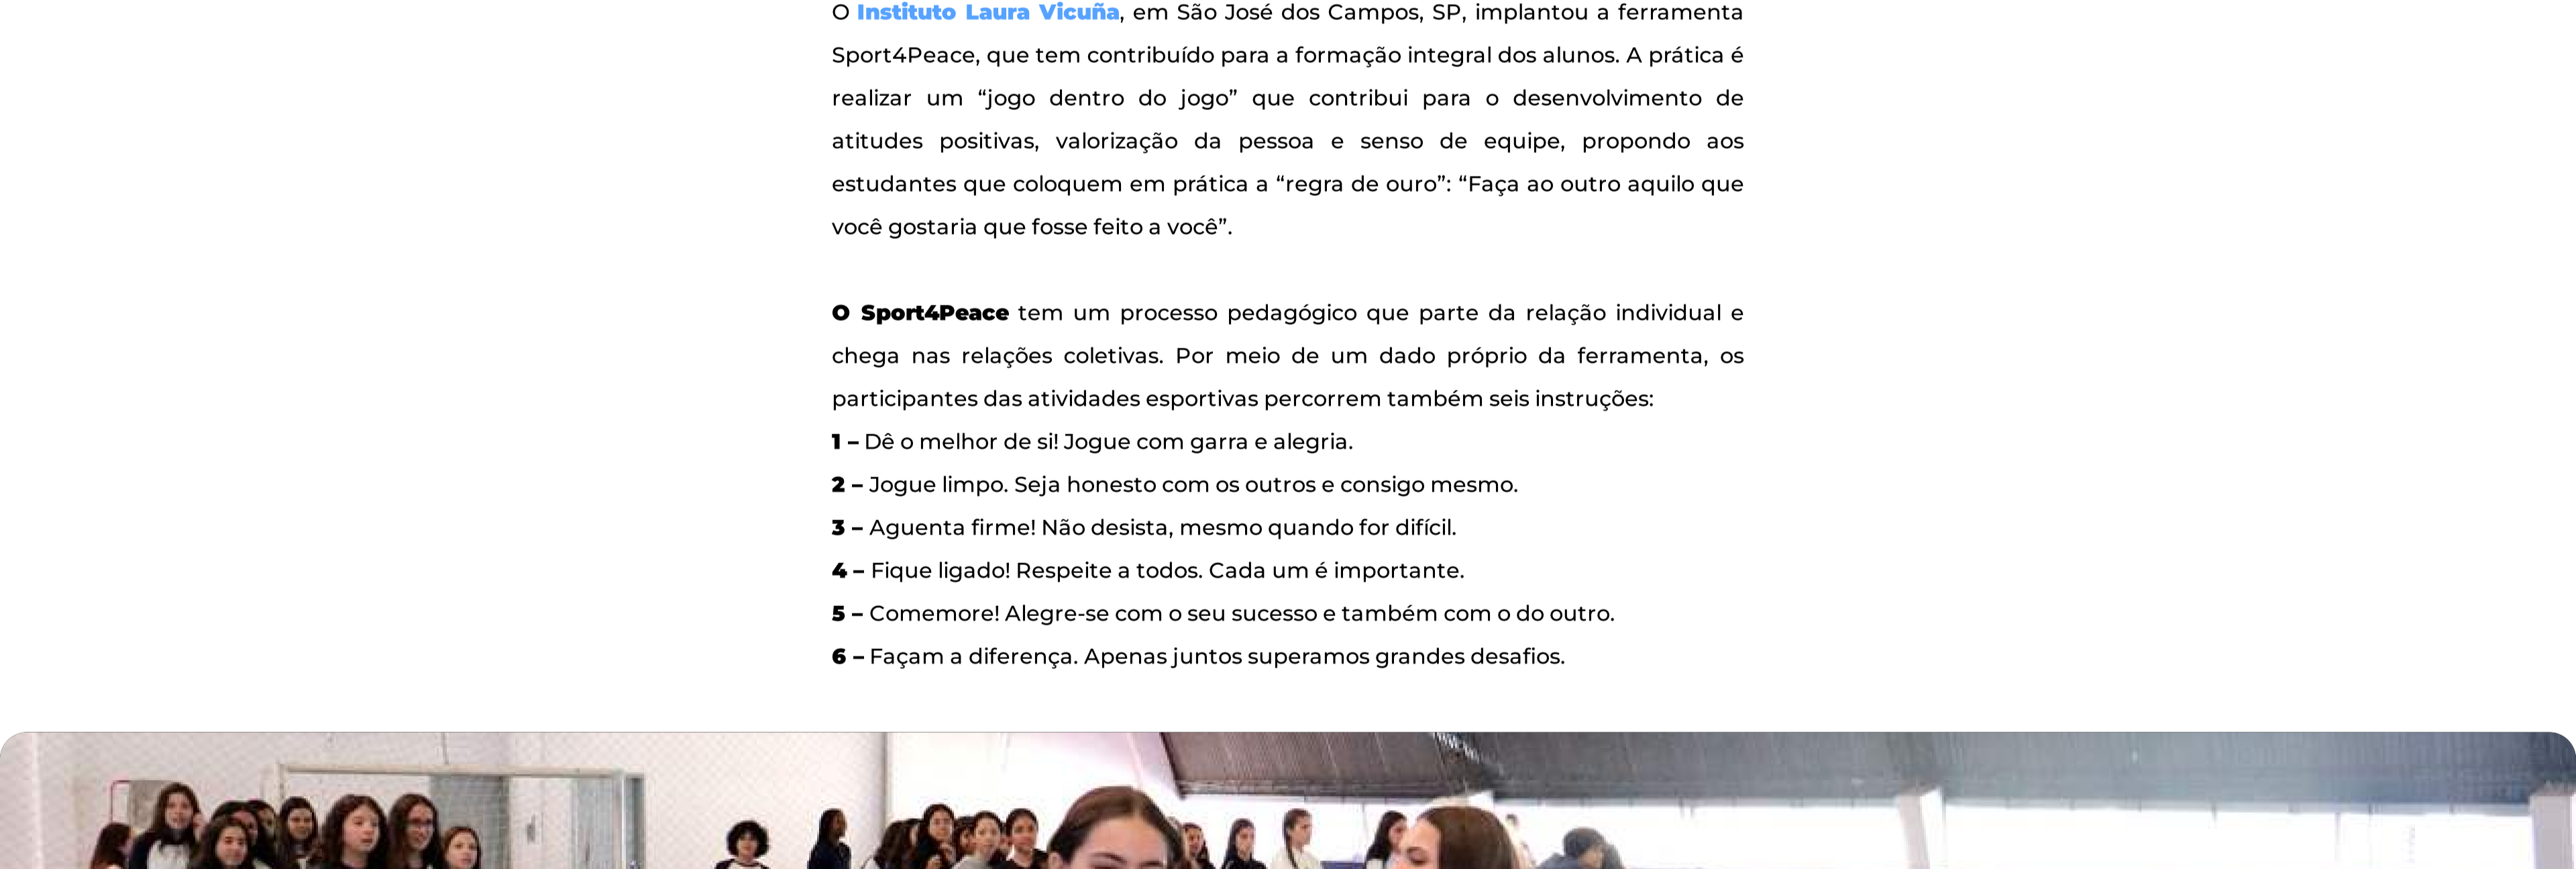 O Instituto Laura Vicuña, em São José dos Campos, SP, implantou a ferramenta
Sport4Peace, que tem contribuído para a formação integral dos alunos. A prática é
realizar um “jogo dentro do jogo” que contribui para o desenvolvimento de
atitudes positivas, valorização da pessoa e senso de equipe, propondo aos
estudantes que coloquem em prática a “regra de ouro”: “Faça ao outro aquilo que
você gostaria que fosse feito a você”.
O Sport4Peace tem um processo pedagógico que parte da relação individual e
chega nas relações coletivas. Por meio de um dado próprio da ferramenta, os
participantes das atividades esportivas percorrem também seis instruções:
1 – Dê o melhor de si! Jogue com garra e alegria.
2 – Jogue limpo. Seja honesto com os outros e consigo mesmo.
3 – Aguenta firme! Não desista, mesmo quando for difícil.
4 – Fique ligado! Respeite a todos. Cada um é importante.
5 – Comemore! Alegre-se com o seu sucesso e também com o do outro.
6 – Façam a diferença. Apenas juntos superamos grandes desafios.